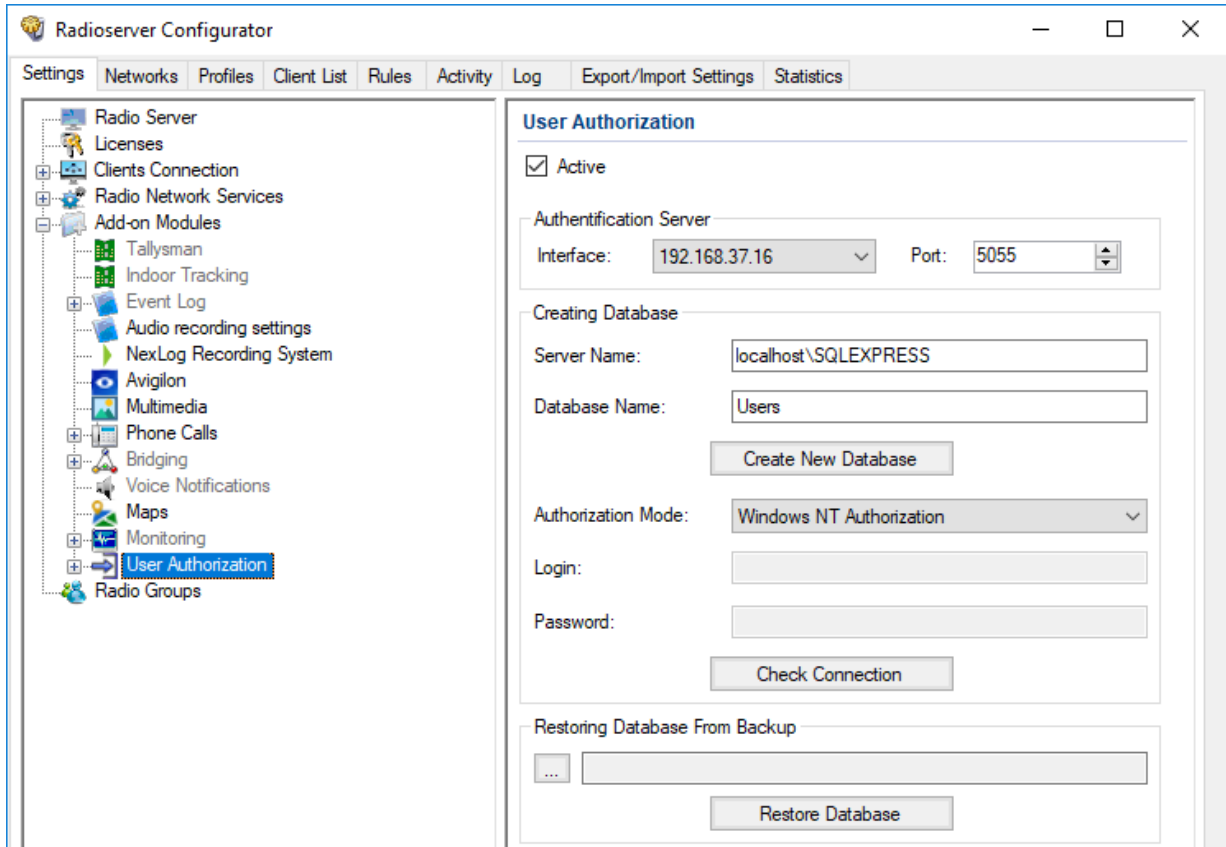 Radioserver Configurator
Settings Networks Profiles Client List Rules Activity Log Export/Import Settings Statistics
Radio Server
Licenses
Clients Connection
Radio Network Services
Add-on Modules
Tallysman
Indoor Tracking
Event Log
Audio recording settings
NexLog Recording System
Avigilon
Multimedia
Phone Calls
Bridging
Voice Notifications
Maps
Monitoring
User Authorization
Radio Groups
User Authorization
Active
Authentification Server
Interface: 192.168.37.16 Port: 5055
Creating Database
Server Name: localhost\SQLEXPRESS
Database Name: Users
Create New Database
Authorization Mode: Windows NT Authorization
Login:
Password:
Check Connection
Restoring Database From Backup
...
Restore Database